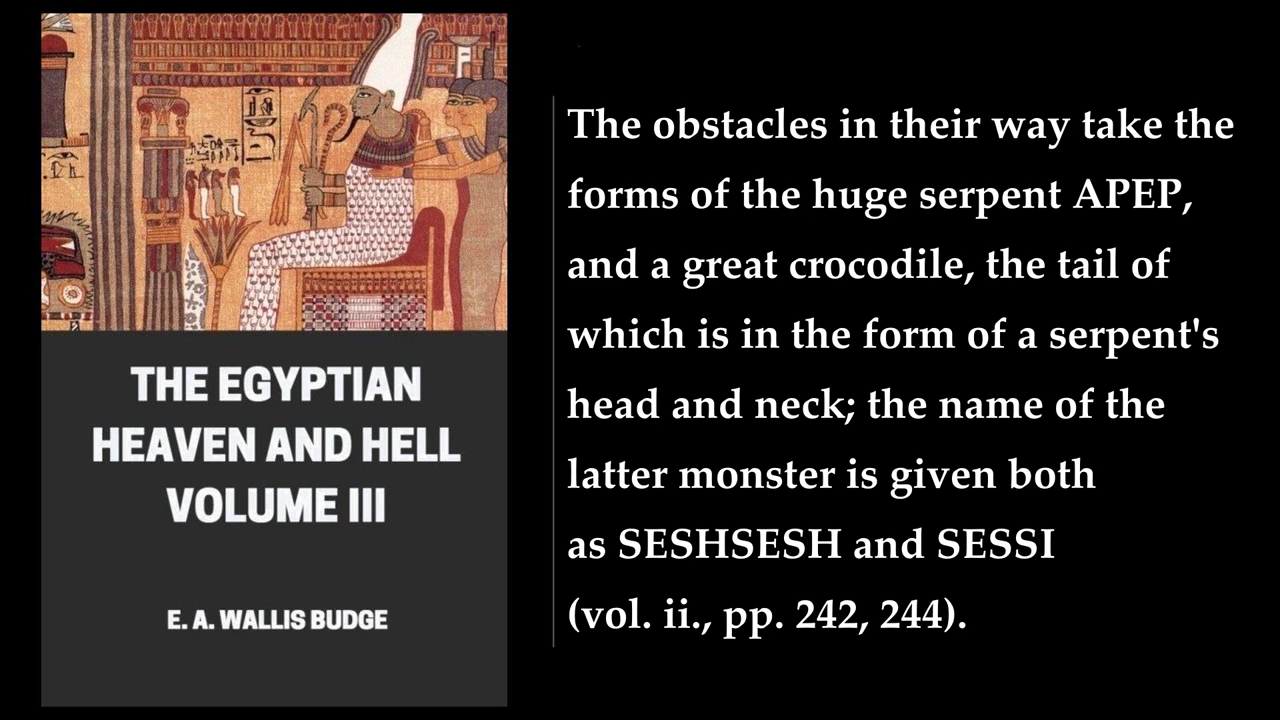 THE EGYPTIAN
HEAVEN AND HELL
VOLUME III
E. A. WALLIS BUDGE
The obstacles in their way take the
forms of the huge serpent APEP,
and a great crocodile, the tail of
which is in the form of a serpent's
head and neck; the name of the
latter monster is given both
as SESHSESH and SESSI
(vol. ii., pp. 242, 244).